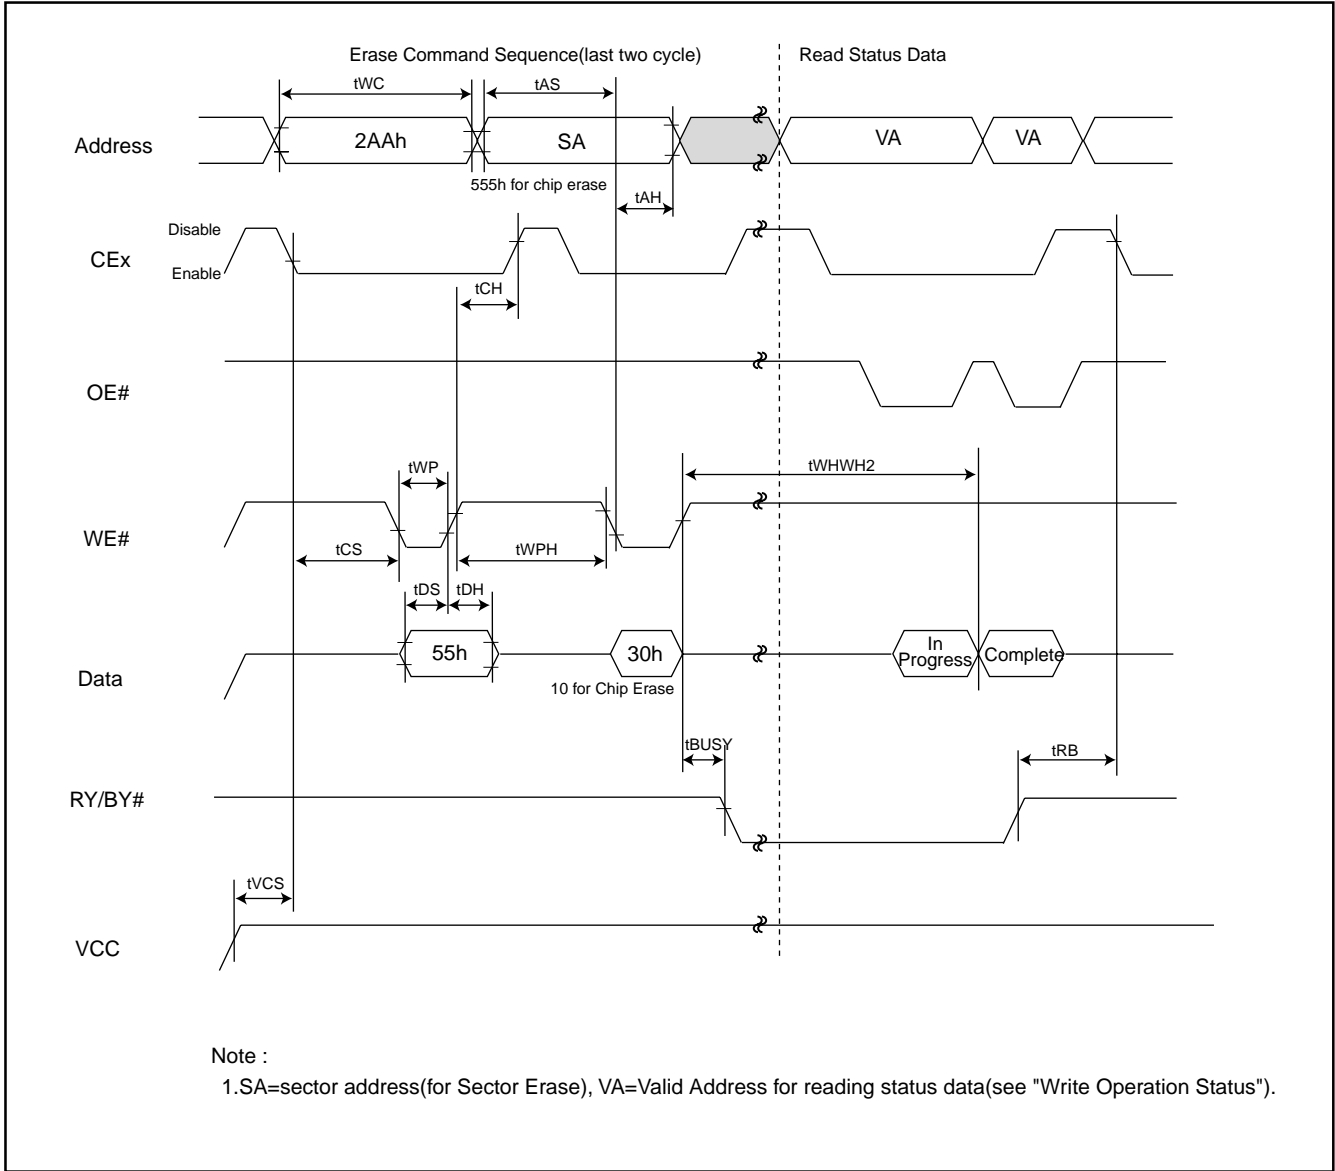 Erase Command Sequence(last two cycle)
Read Status Data
tWC
tAS
Address
2AAh
SA
VA
VA
555h for chip erase
tAH
Disable
CEx
Enable
tCH
OE#
tWP
tWHWH2
WE#
tCS
tWPH
tDS
tDH
Data
55h
30h
In
Progress
Complete
10 for Chip Erase
tBUSY
tRB
RY/BY#
tVCS
VCC
Note :
1.SA=sector address(for Sector Erase), VA=Valid Address for reading status data(see "Write Operation Status").